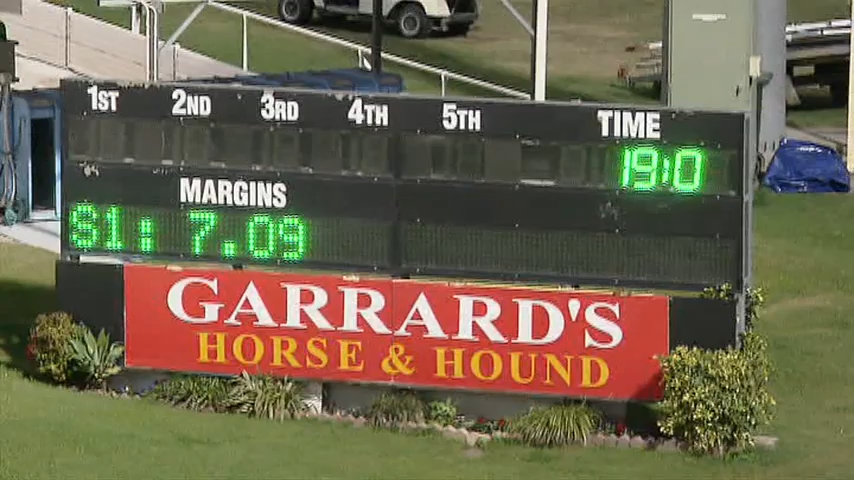 1ST 2ND 3RD 4TH 5TH TIME
19:0
MARGINS
S1: 7.09
GARRARD'S
HORSE & HOUND